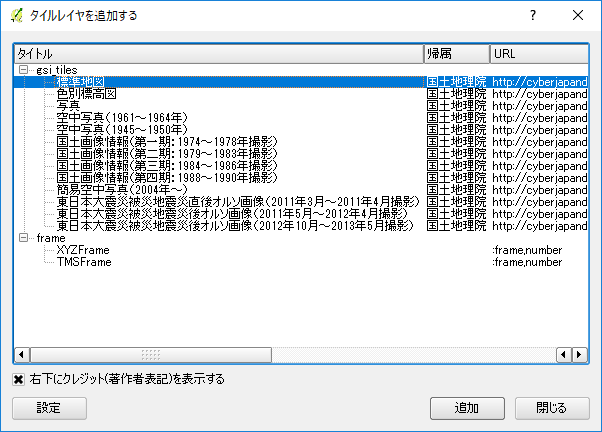 タイルレイヤを追加する ?
タイトル 帰属 URL
gsi_tiles
標準地図 国土地理院 http://cyberjapand
色別標高図 国土地理院 http://cyberjapand
写真 国土地理院 http://cyberjapand
空中写真(1961～1964年) 国土地理院 http://cyberjapand
空中写真(1945～1950年) 国土地理院 http://cyberjapand
国土画像情報(第一期：1974～1978年撮影) 国土地理院 http://cyberjapand
国土画像情報(第二期：1979～1983年撮影) 国土地理院 http://cyberjapand
国土画像情報(第三期：1984～1986年撮影) 国土地理院 http://cyberjapand
国土画像情報(第四期：1988～1990年撮影) 国土地理院 http://cyberjapand
簡易空中写真(2004年～) 国土地理院 http://cyberjapand
東日本大震災被災地震災直後オルソ画像(2011年3月～2011年4月撮影) 国土地理院 http://cyberjapand
東日本大震災被災地震災後オルソ画像(2011年5月～2012年4月撮影) 国土地理院 http://cyberjapand
東日本大震災被災地震災後オルソ画像(2012年10月～2013年5月撮影) 国土地理院 http://cyberjapand
frame
XYZFrame :frame,number
TMSFrame :frame,number
右下にクレジット(著作者表記)を表示する
設定 追加 閉じる